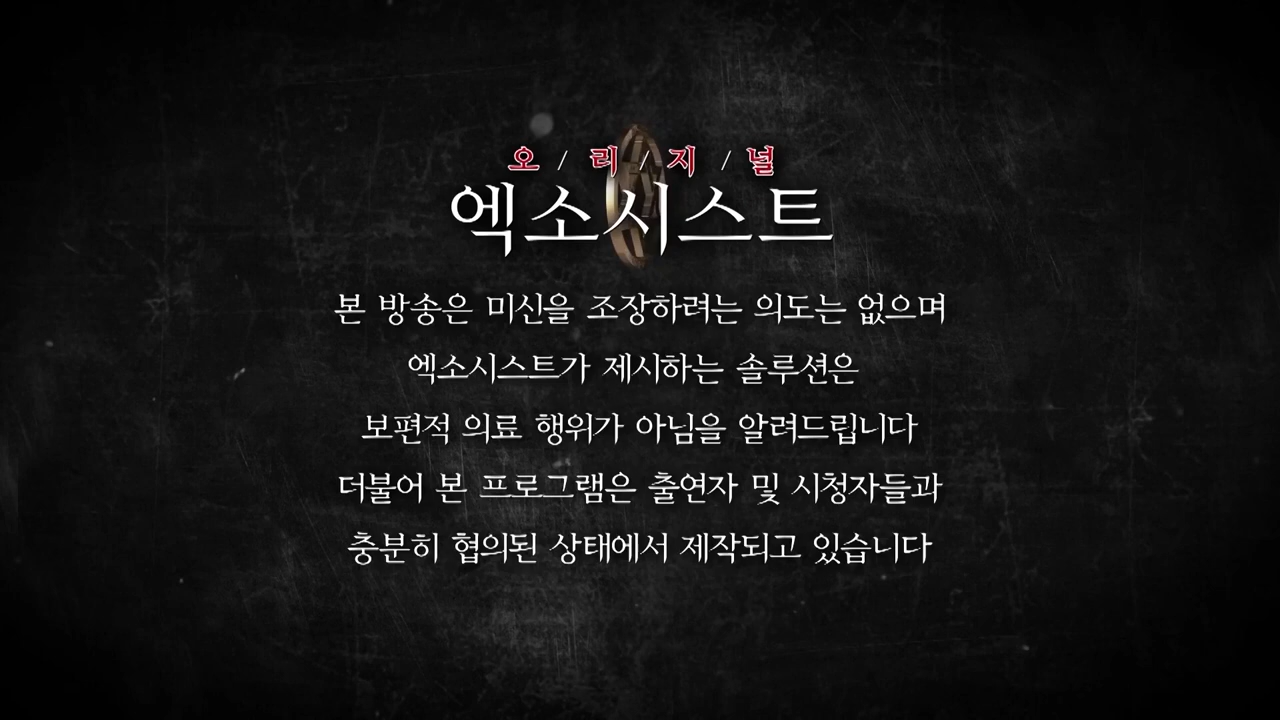 오/리/지/널
엑소시스트
본 방송은 미신을 조장하려는 의도는 없으며
엑소시스트가 제시하는 솔루션은
보편적 의료 행위가 아님을 알려드립니다
더불어 본 프로그램은 출연자 및 시청자들과
충분히 협의된 상태에서 제작되고 있습니다